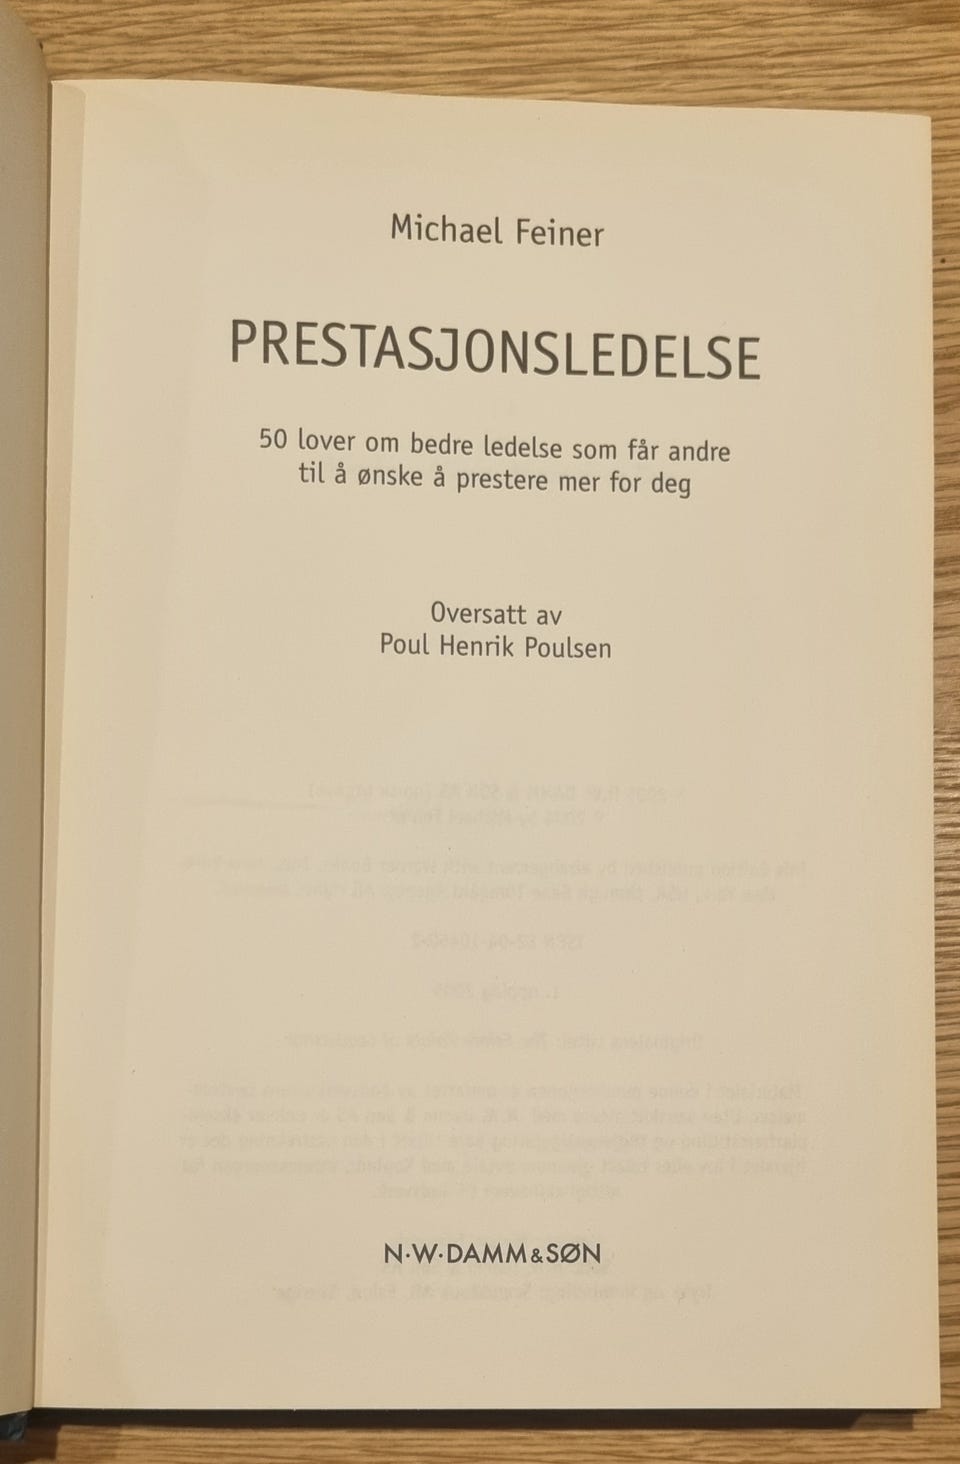 Michael Feiner
PRESTASJONSLEDELSE
50 lover om bedre ledelse som får andre
til å ønske å prestere mer for deg
Oversatt av
Poul Henrik Poulsen
N·W·DAMM & SØN